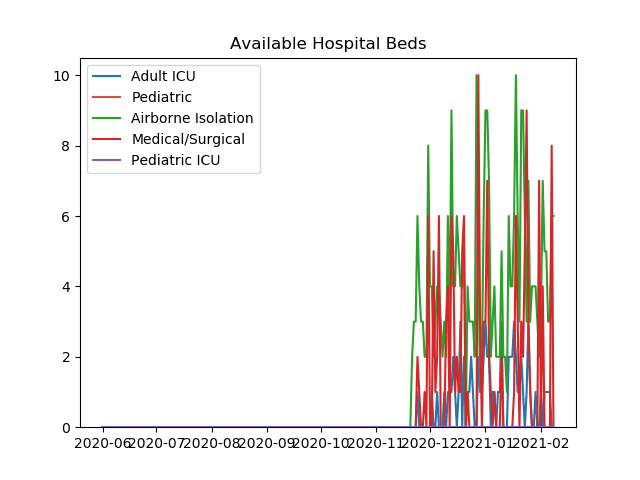 Available Hospital Beds
10
8
6
4
2
0
Adult ICU
Pediatric
Airborne Isolation
Medical/Surgical
Pediatric ICU
2020-06 2020-07 2020-08 2020-09 2020-10 2020-11 2020-12 2021-01 2021-02